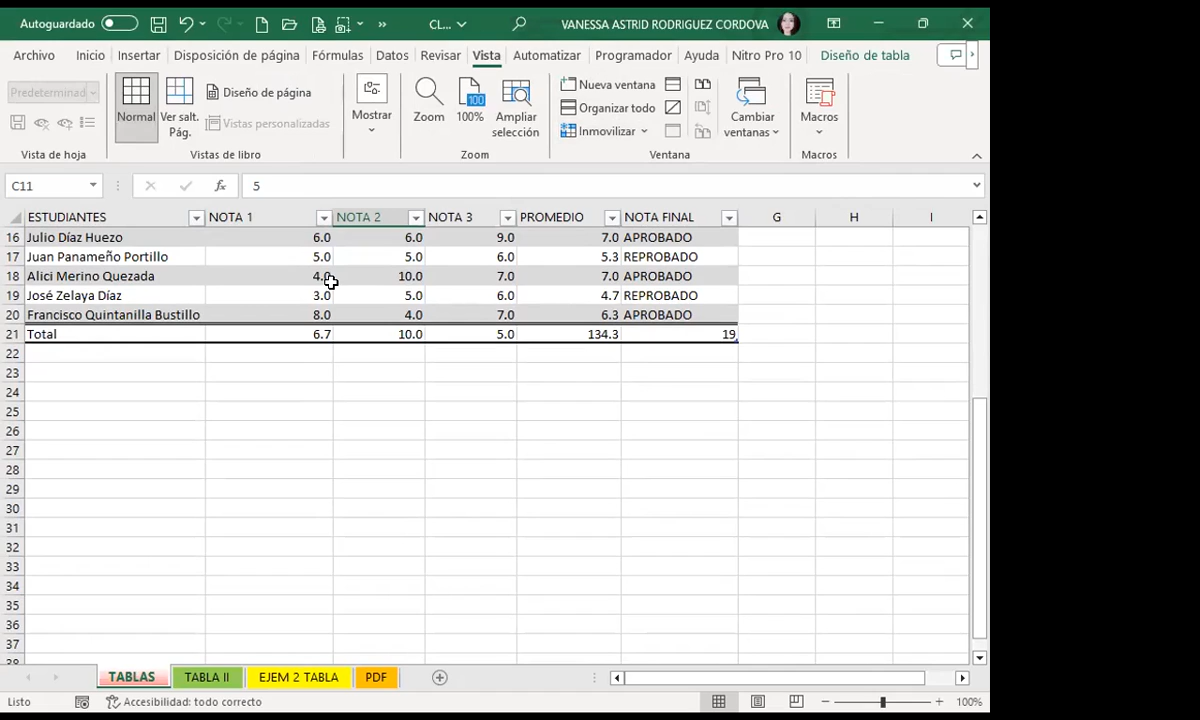 Autoguardado CL... VANESSA ASTRID RODRIGUEZ CORDOVA
Archivo Inicio Insertar Disposición de página Fórmulas Datos Revisar Vista Automatizar Programador Ayuda Nitro Pro 10 Diseño de tabla
Predeterminad Normal Ver salt. Pág. Diseño de página Vistas personalizadas Mostrar Zoom 100% Ampliar selección Nueva ventana Organizar todo Inmovilizar Cambiar ventanas Macros
Vista de hoja Vistas de libro Zoom Ventana Macros
C11 fx 5
ESTUDIANTES NOTA 1 NOTA 2 NOTA 3 PROMEDIO NOTA FINAL G H I
16 Julio Díaz Huezo 6.0 6.0 9.0 7.0 APROBADO
17 Juan Panameño Portillo 5.0 5.0 6.0 5.3 REPROBADO
18 Alici Merino Quezada 4.0 10.0 7.0 7.0 APROBADO
19 José Zelaya Díaz 3.0 5.0 6.0 4.7 REPROBADO
20 Francisco Quintanilla Bustillo 8.0 4.0 7.0 6.3 APROBADO
21 Total 6.7 10.0 5.0 134.3 19
22
23
24
25
26
27
28
29
30
31
32
33
34
35
36
37
38
TABLAS TABLA II EJEM 2 TABLA PDF
Listo Accesibilidad: todo correcto 100%